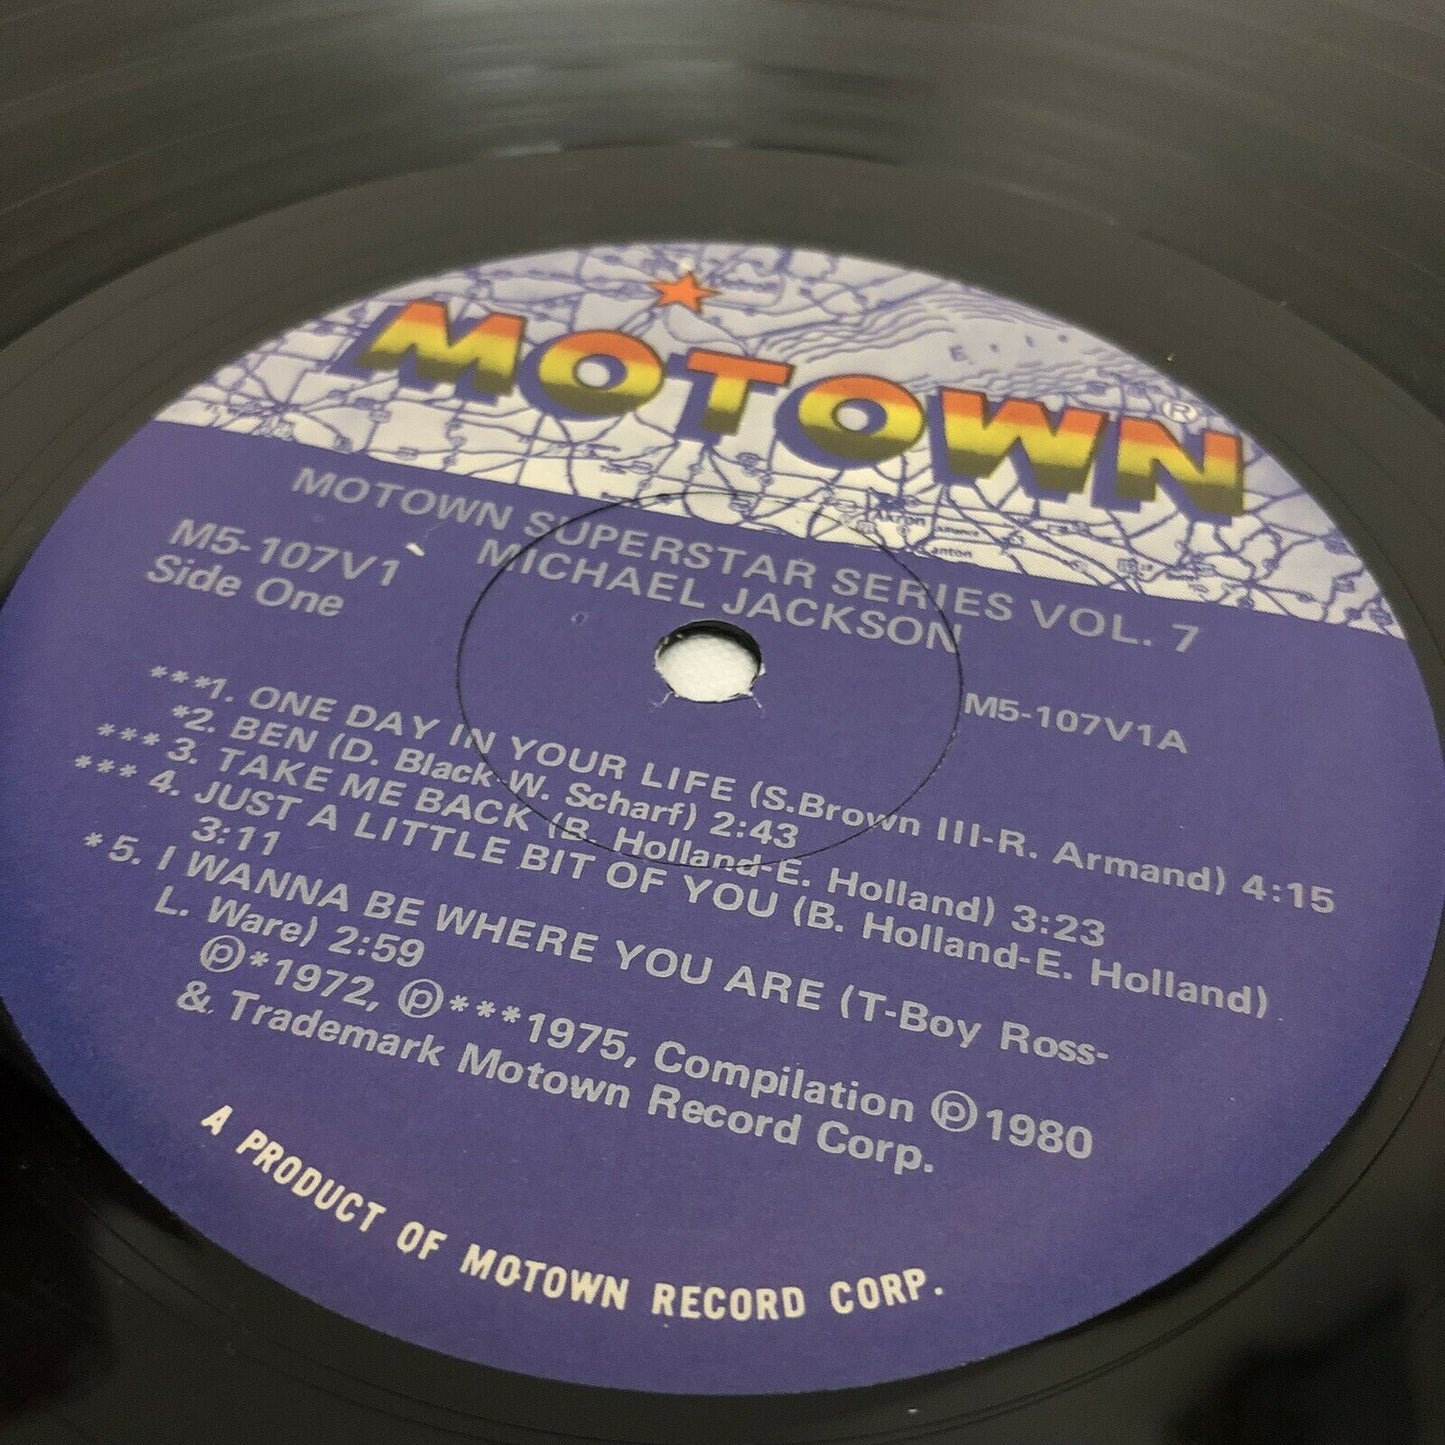 MOTOWN ®
Erie
Akron
anton
MOTOWN SUPERSTAR SERIES VOL. 7
MICHAEL JACKSON
M5-107V1
Side One
M5-107V1A
***1. ONE DAY IN YOUR LIFE (S.Brown III-R. Armand) 4:15
*2. BEN (D. Black-W. Scharf) 2:43
*** 3. TAKE ME BACK (B. Holland-E. Holland) 3:23
*** 4. JUST A LITTLE BIT OF YOU (B. Holland-E. Holland)
3:11
*5. I WANNA BE WHERE YOU ARE (T-Boy Ross-
L. Ware) 2:59
℗*1972, ℗***1975, Compilation ℗1980
& Trademark Motown Record Corp.
A PRODUCT OF MOTOWN RECORD CORP.